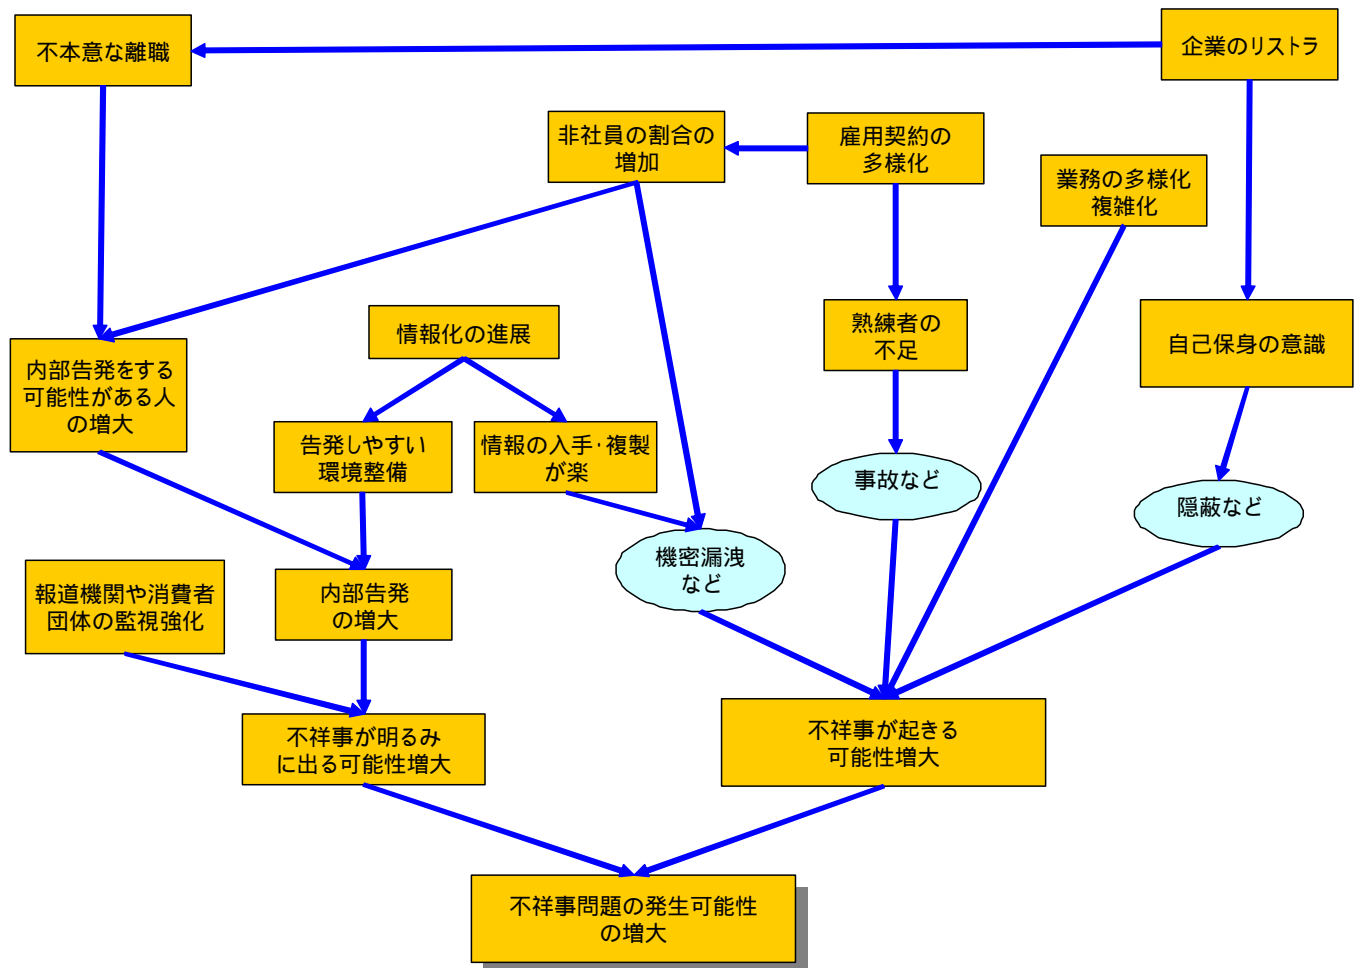 不本意な離職
企業のリストラ
非社員の割合の
増加
雇用契約の
多様化
業務の多様化
複雑化
情報化の進展
熟練者の
不足
自己保身の意識
内部告発をする
可能性がある人
の増大
告発しやすい
環境整備
情報の入手・複製
が楽
事故など
隠蔽など
機密漏洩
など
報道機関や消費者
団体の監視強化
内部告発
の増大
不祥事が明るみ
に出る可能性増大
不祥事が起きる
可能性増大
不祥事問題の発生可能性
の増大